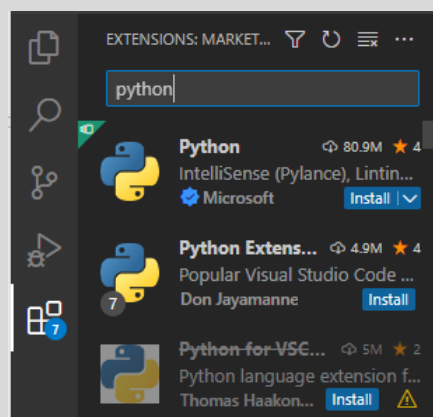 EXTENSIONS: MARKET...
python
Python 80.9M 4
IntelliSense (Pylance), Lintin...
Microsoft Install
Python Extens... 4.9M 4
Popular Visual Studio Code ...
7 Don Jayamanne Install
7
Python for VSC... 5M 2
Python language extension f...
Thomas Haakon... Install